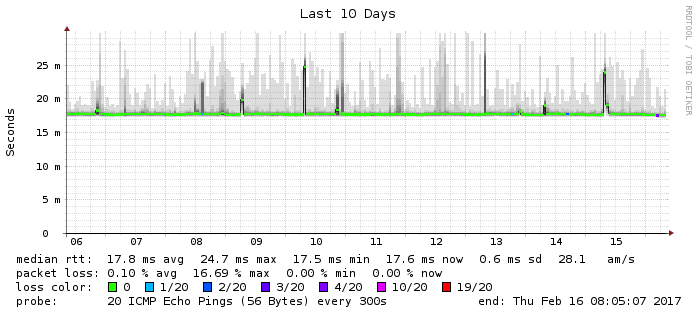 Last 10 Days
RRDTOOL / TOBI OETIKER
Seconds
25 m
20 m
15 m
10 m
5 m
0
06 07 08 09 10 11 12 13 14 15
median rtt: 17.8 ms avg 24.7 ms max 17.5 ms min 17.6 ms now 0.6 ms sd 28.1 am/s
packet loss: 0.10 % avg 16.69 % max 0.00 % min 0.00 % now
loss color: 0 1/20 2/20 3/20 4/20 10/20 19/20
probe: 20 ICMP Echo Pings (56 Bytes) every 300s end: Thu Feb 16 08:05:07 2017